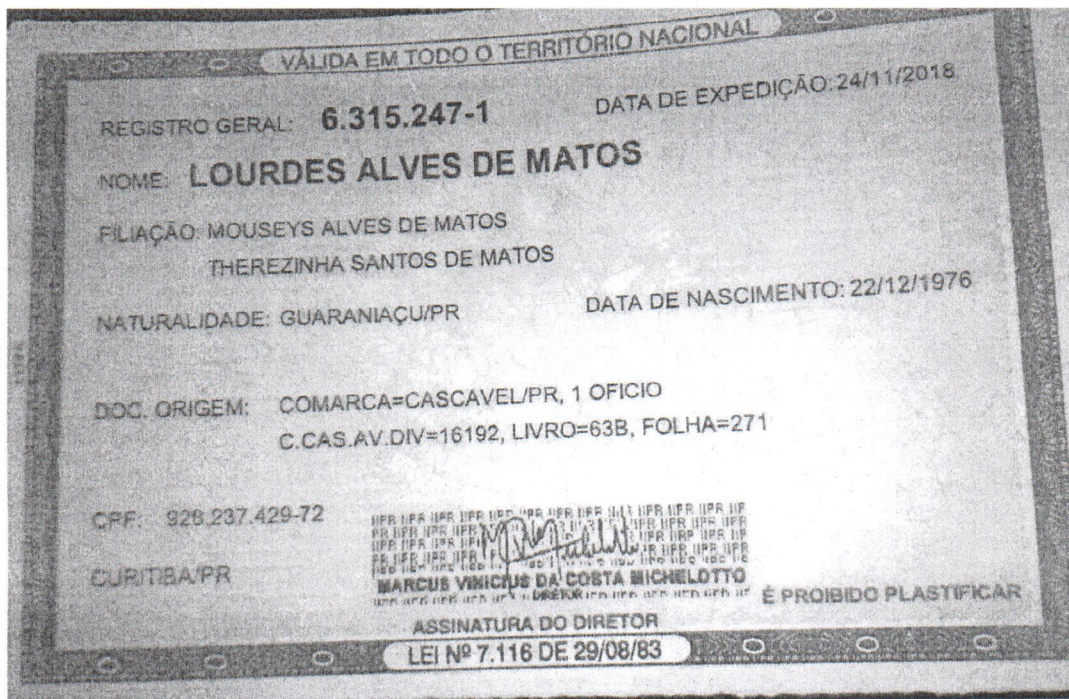 VÁLIDA EM TODO O TERRITÓRIO NACIONAL
REGISTRO GERAL: 6.315.247-1 DATA DE EXPEDIÇÃO: 24/11/2018
NOME: LOURDES ALVES DE MATOS
FILIAÇÃO: MOUSEYS ALVES DE MATOS
THEREZINHA SANTOS DE MATOS
NATURALIDADE: GUARANIAÇU/PR DATA DE NASCIMENTO: 22/12/1976
DOC. ORIGEM: COMARCA=CASCAVEL/PR, 1 OFICIO
C.CAS.AV.DIV=16192, LIVRO=63B, FOLHA=271
CPF: 928.237.429-72
CURITIBA/PR
MARCUS VINICIUS DA COSTA MICHELOTTO
DIRETOR
É PROIBIDO PLASTIFICAR
ASSINATURA DO DIRETOR
LEI Nº 7.116 DE 29/08/83